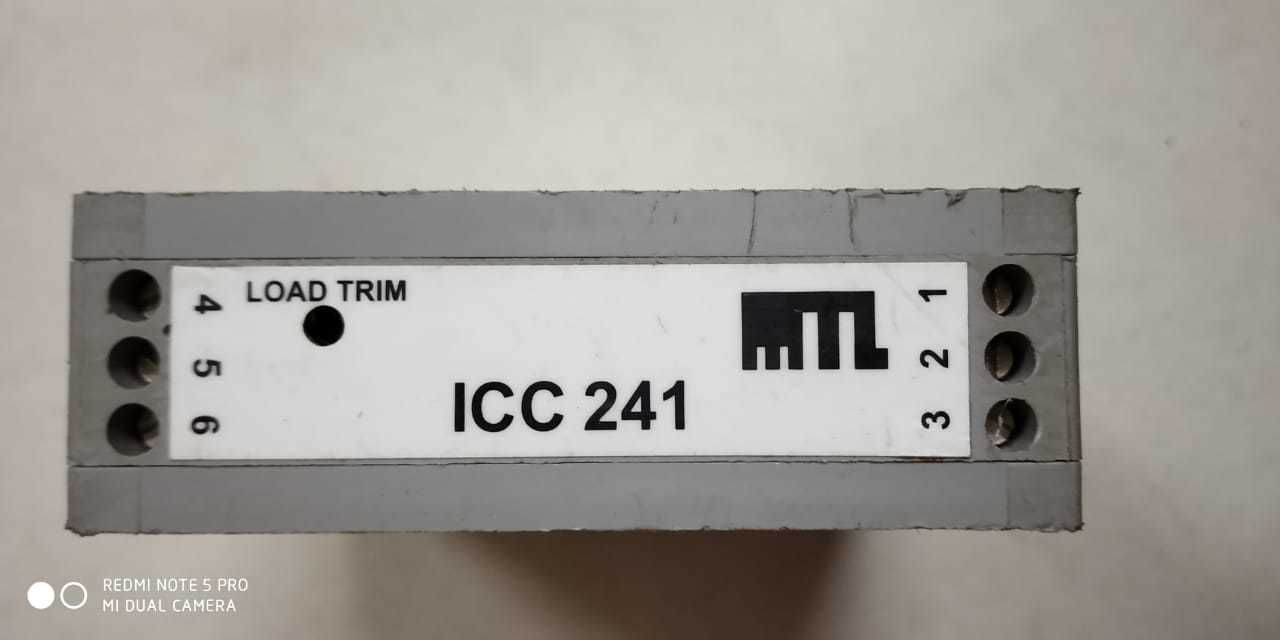 LOAD TRIM
4
5
6
ICC 241
MTL
1
2
3
REDMI NOTE 5 PRO
MI DUAL CAMERA